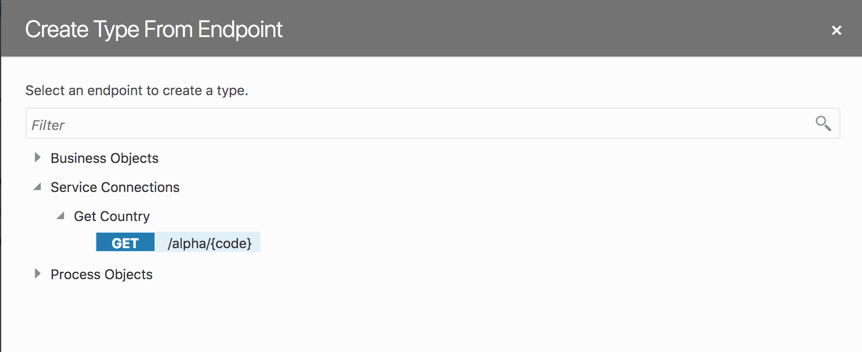 Create Type From Endpoint
Select an endpoint to create a type.
Filter
Business Objects
Service Connections
Get Country
GET /alpha/{code}
Process Objects